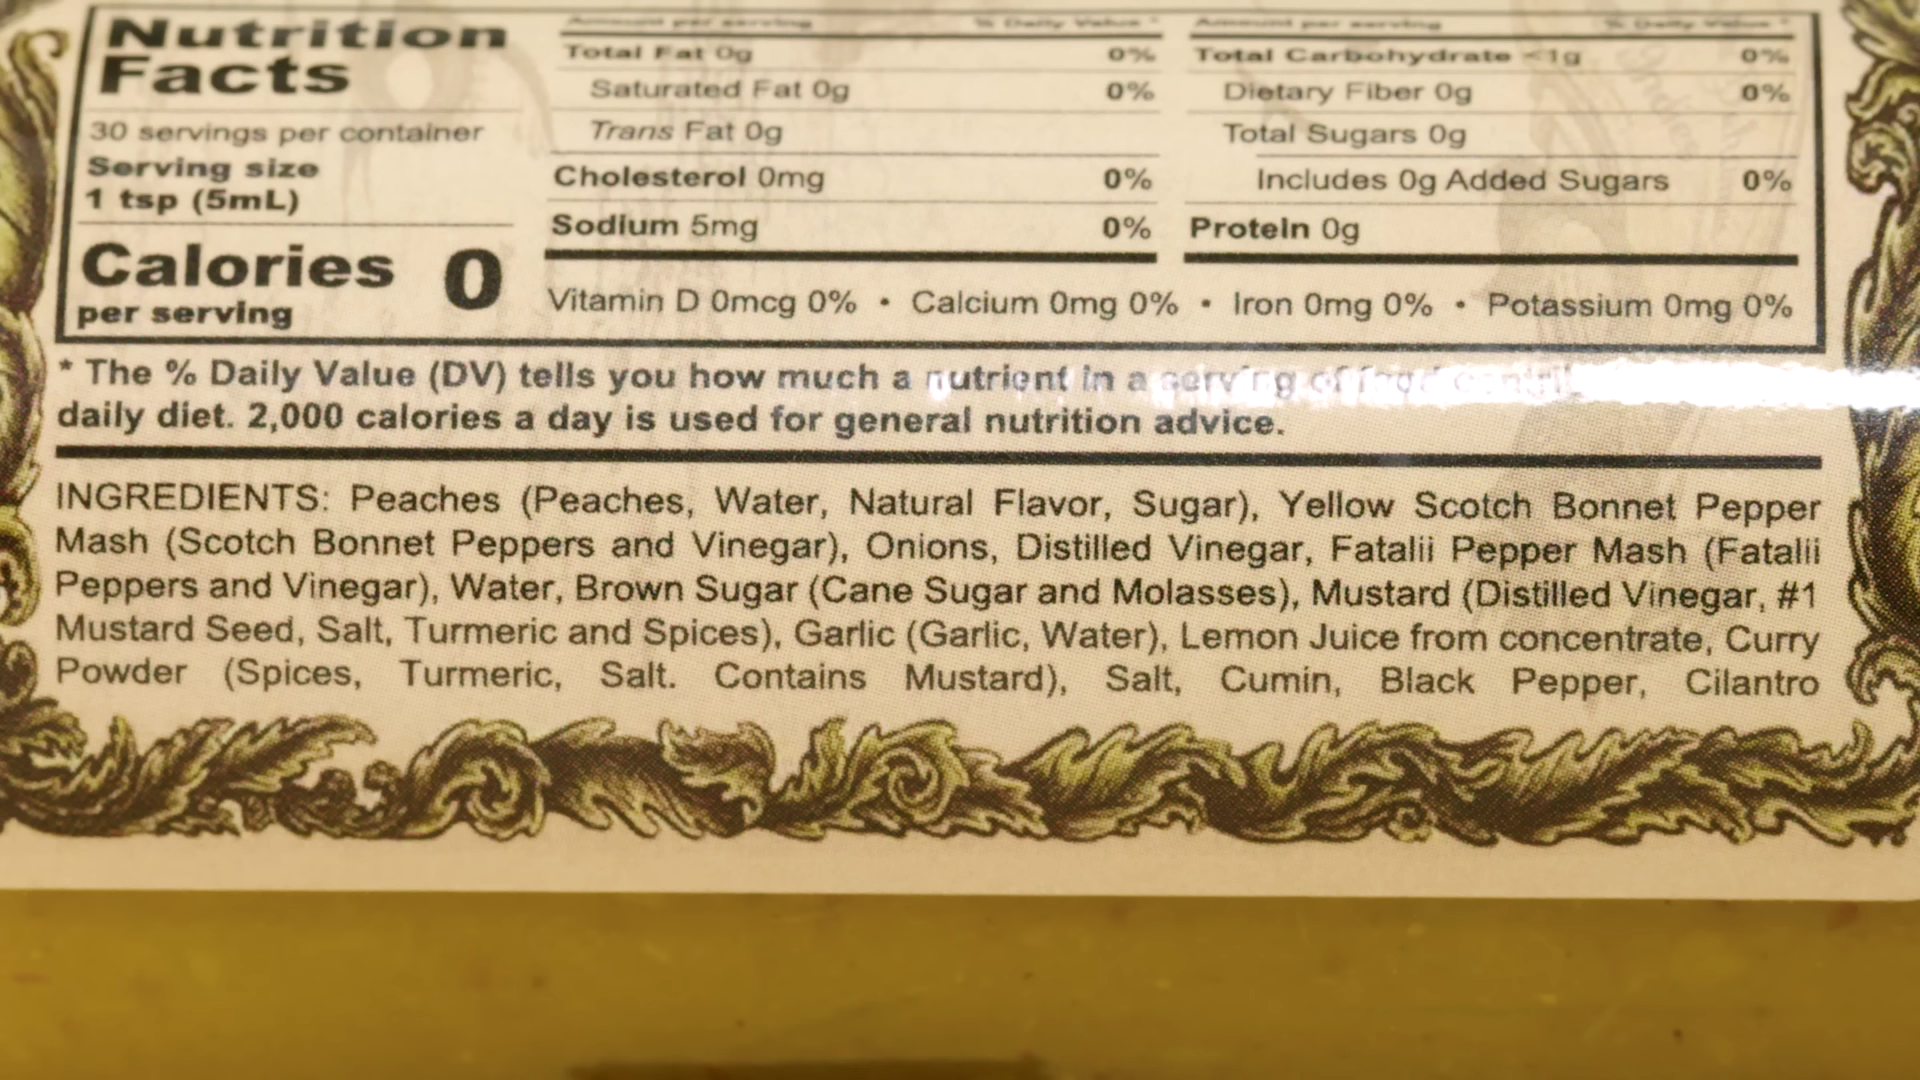 Nutrition
Facts
30 servings per container
Serving size
1 tsp (5mL)
Calories 0
per serving
Amount per serving % Daily Value *
Total Fat 0g 0%
Saturated Fat 0g 0%
Trans Fat 0g
Cholesterol 0mg 0%
Sodium 5mg 0%
Amount per serving % Daily Value *
Total Carbohydrate <1g 0%
Dietary Fiber 0g 0%
Total Sugars 0g
Includes 0g Added Sugars 0%
Protein 0g
Vitamin D 0mcg 0% • Calcium 0mg 0% • Iron 0mg 0% • Potassium 0mg 0%
* The % Daily Value (DV) tells you how much a nutrient in a serving of food
daily diet. 2,000 calories a day is used for general nutrition advice.
INGREDIENTS: Peaches (Peaches, Water, Natural Flavor, Sugar), Yellow Scotch Bonnet Pepper
Mash (Scotch Bonnet Peppers and Vinegar), Onions, Distilled Vinegar, Fatalii Pepper Mash (Fatalii
Peppers and Vinegar), Water, Brown Sugar (Cane Sugar and Molasses), Mustard (Distilled Vinegar, #1
Mustard Seed, Salt, Turmeric and Spices), Garlic (Garlic, Water), Lemon Juice from concentrate, Curry
Powder (Spices, Turmeric, Salt. Contains Mustard), Salt, Cumin, Black Pepper, Cilantro